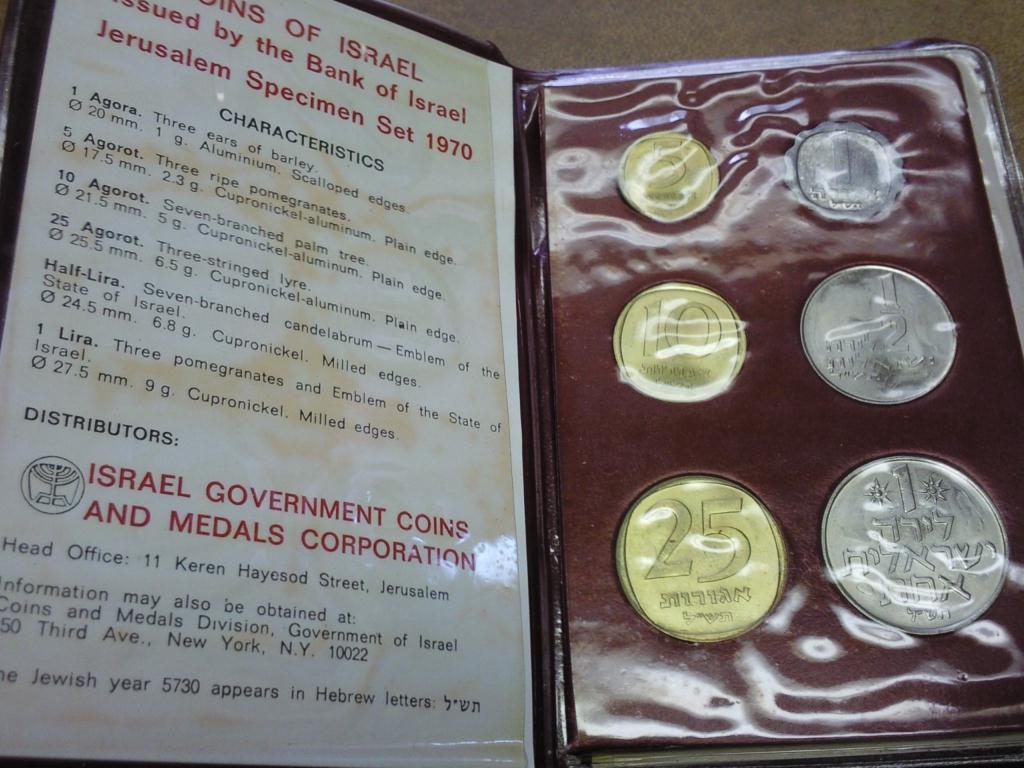 COINS OF ISRAEL
Issued by the Bank of Israel
Jerusalem Specimen Set 1970
CHARACTERISTICS
1 Agora. Three ears of barley.
Ø 20 mm. 1 g. Aluminium. Scalloped edges.
5 Agorot. Three ripe pomegranates.
Ø 17.5 mm. 2.3 g. Cupronickel-aluminum. Plain edge.
10 Agorot. Seven-branched palm tree.
Ø 21.5 mm. 5 g. Cupronickel-aluminum. Plain edge.
25 Agorot. Three-stringed lyre.
Ø 25.5 mm. 6.5 g. Cupronickel-aluminum. Plain edge.
Half-Lira. Seven-branched candelabrum — Emblem of the
State of Israel.
Ø 24.5 mm. 6.8 g. Cupronickel. Milled edges.
1 Lira. Three pomegranates and Emblem of the State of
Israel.
Ø 27.5 mm. 9 g. Cupronickel. Milled edges.
DISTRIBUTORS:
ISRAEL GOVERNMENT COINS
AND MEDALS CORPORATION
Head Office: 11 Keren Hayesod Street, Jerusalem
Information may also be obtained at:
Coins and Medals Division, Government of Israel
50 Third Ave., New York, N.Y. 10022
he Jewish year 5730 appears in Hebrew letters: תש״ל
5
1
10
אגורות
1
2
25
אגורות
תש״ל
1
לירה
ישראלית
אחת
תש״ל